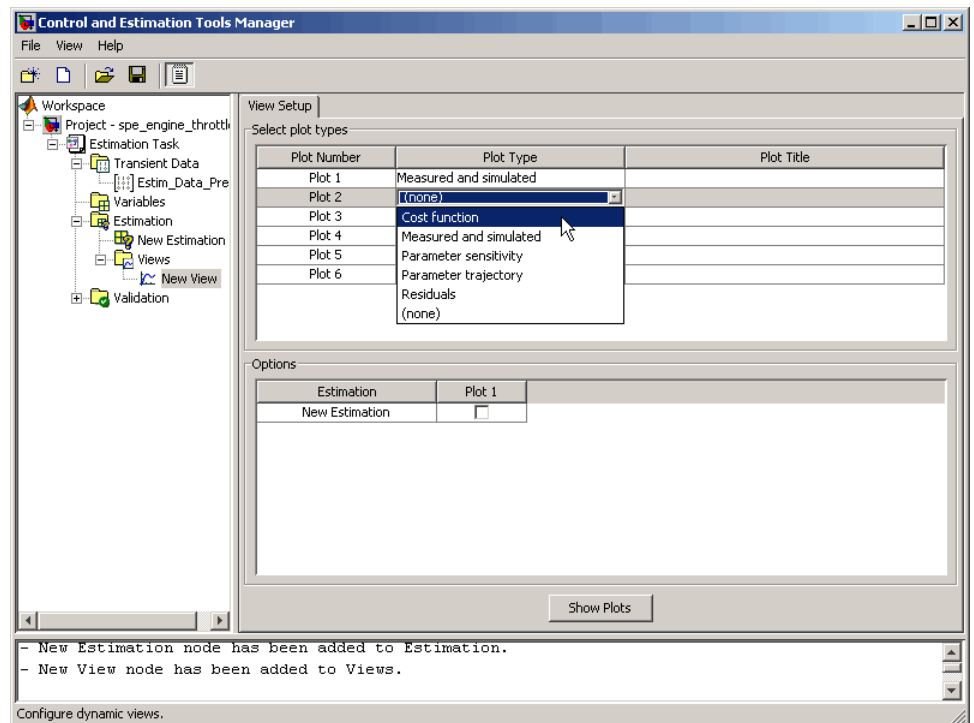 Control and Estimation Tools Manager
File View Help
Workspace
Project - spe_engine_throttl
Estimation Task
Transient Data
Estim_Data_Pre
Variables
Estimation
New Estimation
Views
New View
Validation
View Setup
Select plot types
Plot Number Plot Type Plot Title
Plot 1 Measured and simulated
Plot 2 (none)
Plot 3 Cost function
Plot 4 Measured and simulated
Plot 5 Parameter sensitivity
Plot 6 Parameter trajectory
Residuals
(none)
Options
Estimation Plot 1
New Estimation
Show Plots
- New Estimation node has been added to Estimation.
- New View node has been added to Views.
Configure dynamic views.